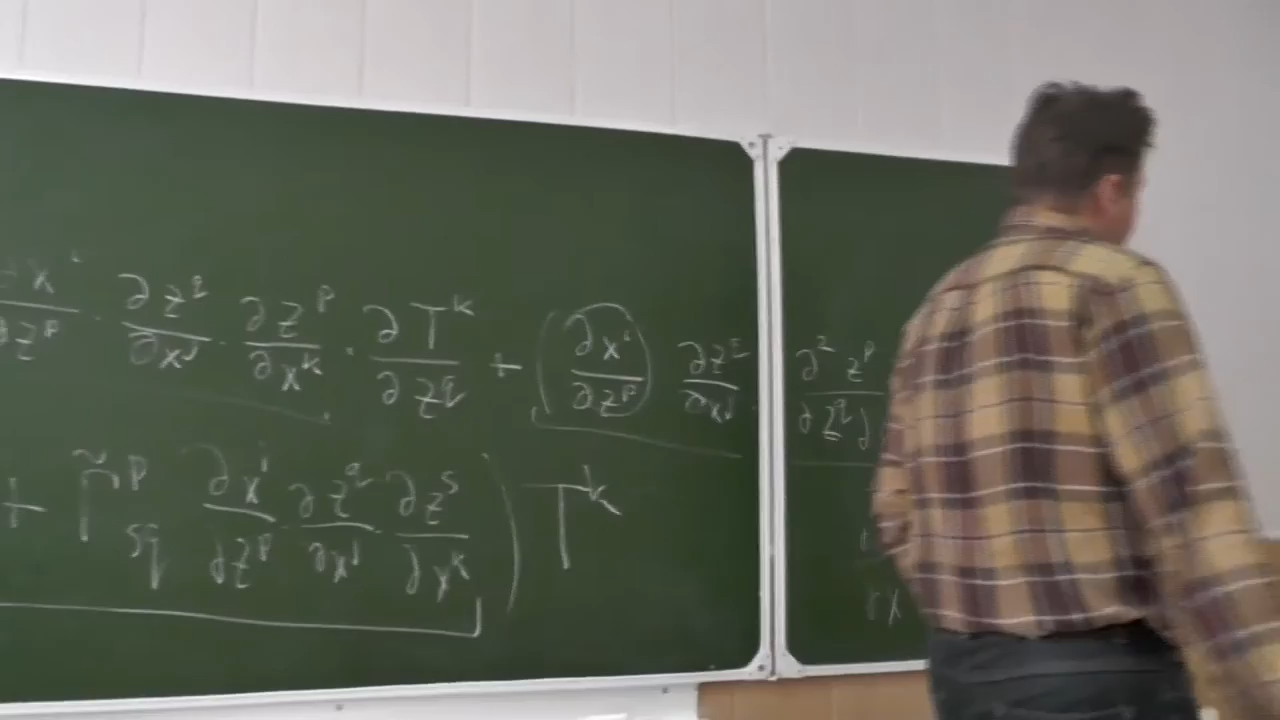 ∂x^i/∂z^p · ∂z^q/∂x^j · ∂z^p/∂x^k · ∂T^k/∂z^q + (∂x^i/∂z^p ∂z^q/∂x^j · ∂²z^p/∂z^q∂
+ Γ̃^p_sq ∂x^i/∂z^p · ∂z^q/∂x^j · ∂z^s/∂x^k) T^k